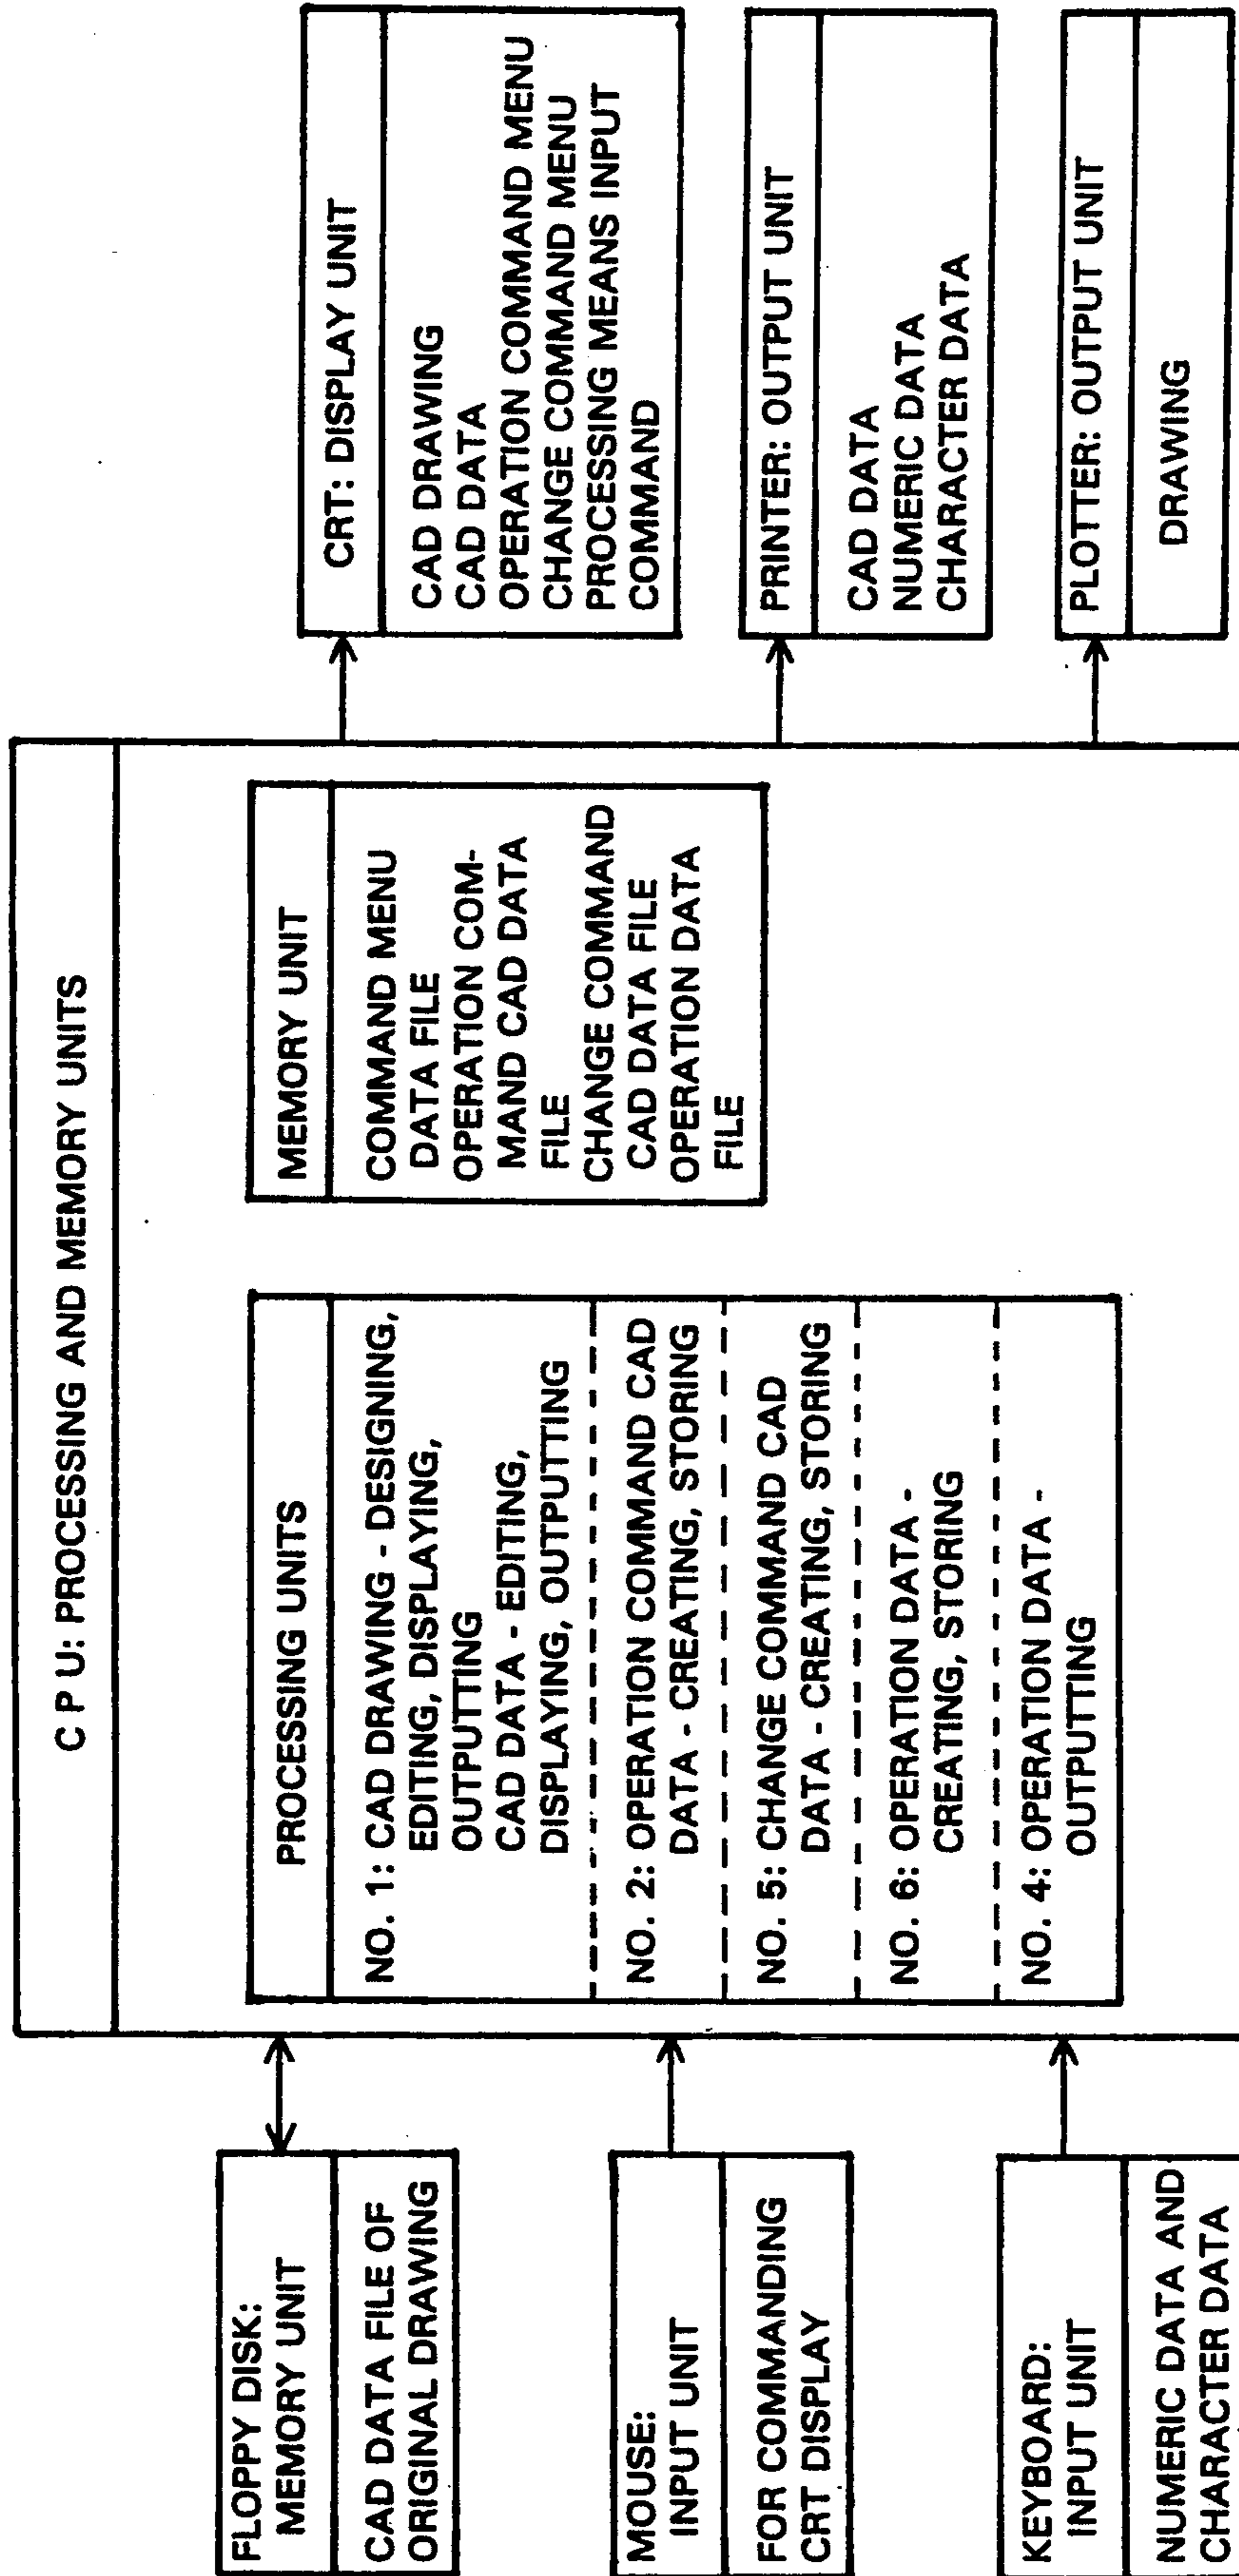 C P U: PROCESSING AND MEMORY UNITS
FLOPPY DISK:
MEMORY UNIT
CAD DATA FILE OF
ORIGINAL DRAWING
MOUSE:
INPUT UNIT
FOR COMMANDING
CRT DISPLAY
KEYBOARD:
INPUT UNIT
NUMERIC DATA AND
CHARACTER DATA
PROCESSING UNITS
NO. 1: CAD DRAWING - DESIGNING,
EDITING, DISPLAYING,
OUTPUTTING
CAD DATA - EDITING,
DISPLAYING, OUTPUTTING
NO. 2: OPERATION COMMAND CAD
DATA - CREATING, STORING
NO. 5: CHANGE COMMAND CAD
DATA - CREATING, STORING
NO. 6: OPERATION DATA -
CREATING, STORING
NO. 4: OPERATION DATA -
OUTPUTTING
MEMORY UNIT
COMMAND MENU
DATA FILE
OPERATION COM-
MAND CAD DATA
FILE
CHANGE COMMAND
CAD DATA FILE
OPERATION DATA
FILE
CRT: DISPLAY UNIT
CAD DRAWING
CAD DATA
OPERATION COMMAND MENU
CHANGE COMMAND MENU
PROCESSING MEANS INPUT
COMMAND
PRINTER: OUTPUT UNIT
CAD DATA
NUMERIC DATA
CHARACTER DATA
PLOTTER: OUTPUT UNIT
DRAWING